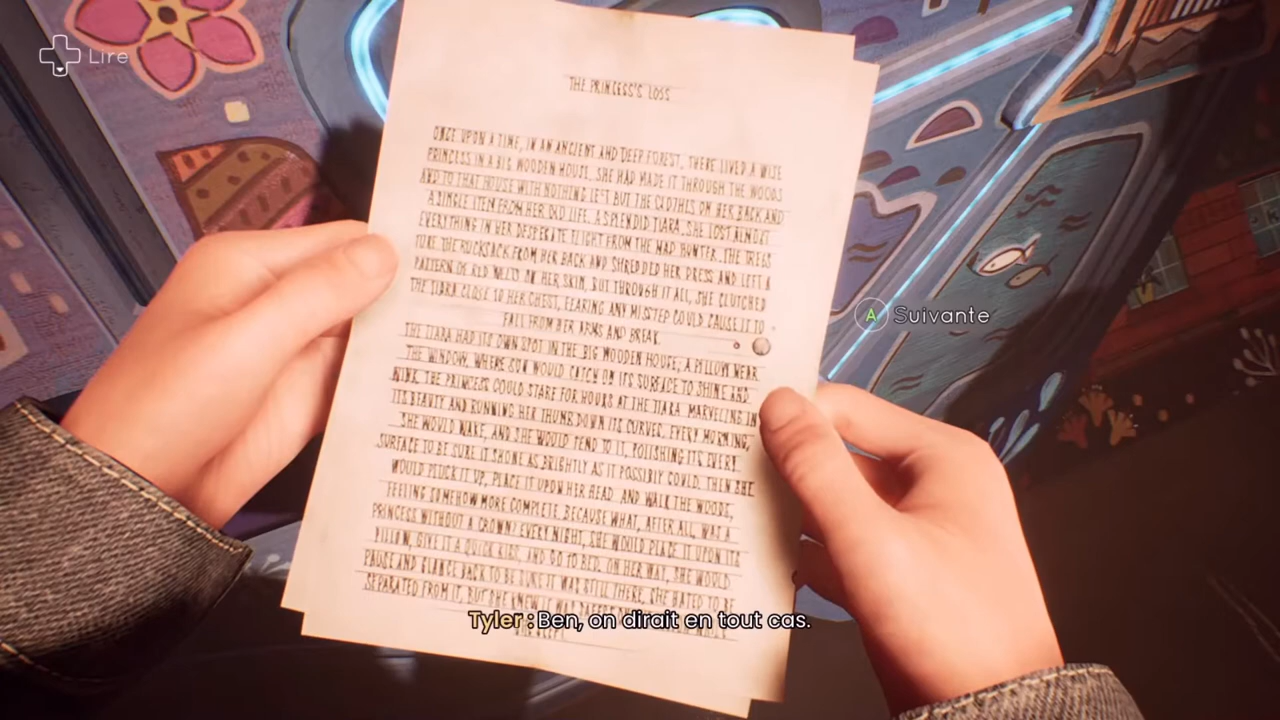 Lire
THE PRINCESS'S LOSS
ONCE UPON A TIME, IN AN ANCIENT AND DEEP FOREST, THERE LIVED A WISE
PRINCESS IN A BIG WOODEN HOUSE. SHE HAD MADE IT THROUGH THE WOODS
AND TO THAT HOUSE WITH NOTHING LEFT BUT THE CLOTHES ON HER BACK AND
A SINGLE ITEM FROM HER OLD LIFE, A SPLENDID TIARA. SHE LOST ALMOST
EVERYTHING IN HER DESPERATE FLIGHT FROM THE MAD HUNTER. THE TREES
TORE THE RUCKSACK FROM HER BACK AND SHREDDED HER DRESS AND LEFT A
PATTERN OF RED WELTS ON HER SKIN, BUT THROUGH IT ALL, SHE CLUTCHED
THE TIARA CLOSE TO HER CHEST, FEARING ANY MISSTEP COULD CAUSE IT TO
FALL FROM HER ARMS AND BREAK.
THE TIARA HAD ITS OWN SPOT IN THE BIG WOODEN HOUSE; A PILLOW NEAR
THE WINDOW, WHERE SUN WOULD CATCH ON ITS SURFACE TO SHINE AND
WINK. THE PRINCESS COULD STARE FOR HOURS AT THE TIARA, MARVELING IN
ITS BEAUTY AND RUNNING HER THUMB DOWN ITS CURVES. EVERY MORNING,
SHE WOULD WAKE, AND SHE WOULD TEND TO IT, POLISHING ITS EVERY
SURFACE TO BE SURE IT SHONE AS BRIGHTLY AS IT POSSIBLY COULD. THEN SHE
WOULD PLUCK IT UP, PLACE IT UPON HER HEAD, AND WALK THE WOODS,
FEELING SOMEHOW MORE COMPLETE. BECAUSE WHAT, AFTER ALL, WAS A
PRINCESS WITHOUT A CROWN? EVERY NIGHT, SHE WOULD PLACE IT UPON ITS
PILLOW, GIVE IT A QUICK KISS, AND GO TO BED. ON HER WAY, SHE WOULD
PAUSE AND GLANCE BACK TO BE SURE IT WAS STILL THERE. SHE HATED TO BE
SEPARATED FROM IT, BUT SHE KNEW
Suivante
Tyler : Ben, on dirait en tout cas.